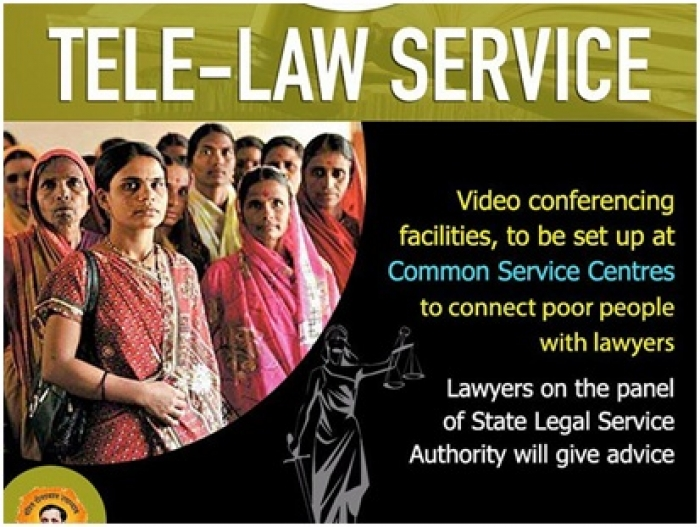 TELE-LAW SERVICE
Video conferencing
facilities, to be set up at
Common Service Centres
to connect poor people
with lawyers
Lawyers on the panel
of State Legal Service
Authority will give advice